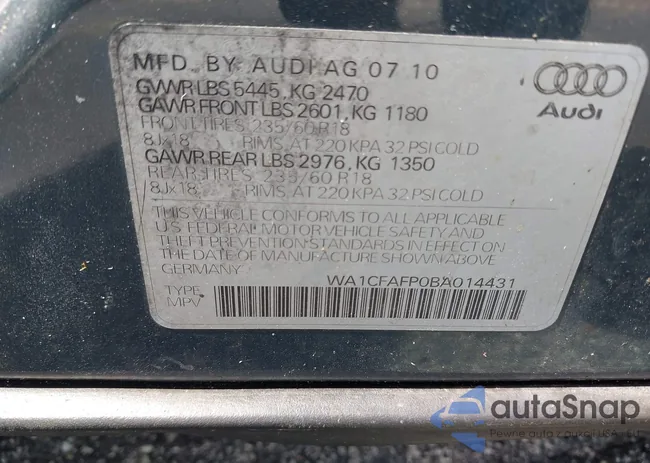 MFD. BY AUDI AG 07 10
GVWR LBS 5445, KG 2470
GAWR FRONT LBS 2601, KG 1180
FRONT TIRES, 235/60 R18
8Jx18 RIMS, AT 220 KPA 32 PSI COLD
GAWR REAR LBS 2976, KG 1350
REAR TIRES, 235/60 R18
8Jx18 RIMS, AT 220 KPA 32 PSI COLD
THIS VEHICLE CONFORMS TO ALL APPLICABLE
U.S. FEDERAL MOTOR VEHICLE SAFETY AND
THEFT PREVENTION STANDARDS IN EFFECT ON
THE DATE OF MANUFACTURE SHOWN ABOVE
GERMANY
WA1CFAFP0BA014431
TYPE
MPV
Audi
autoSnap
Pewne auto z